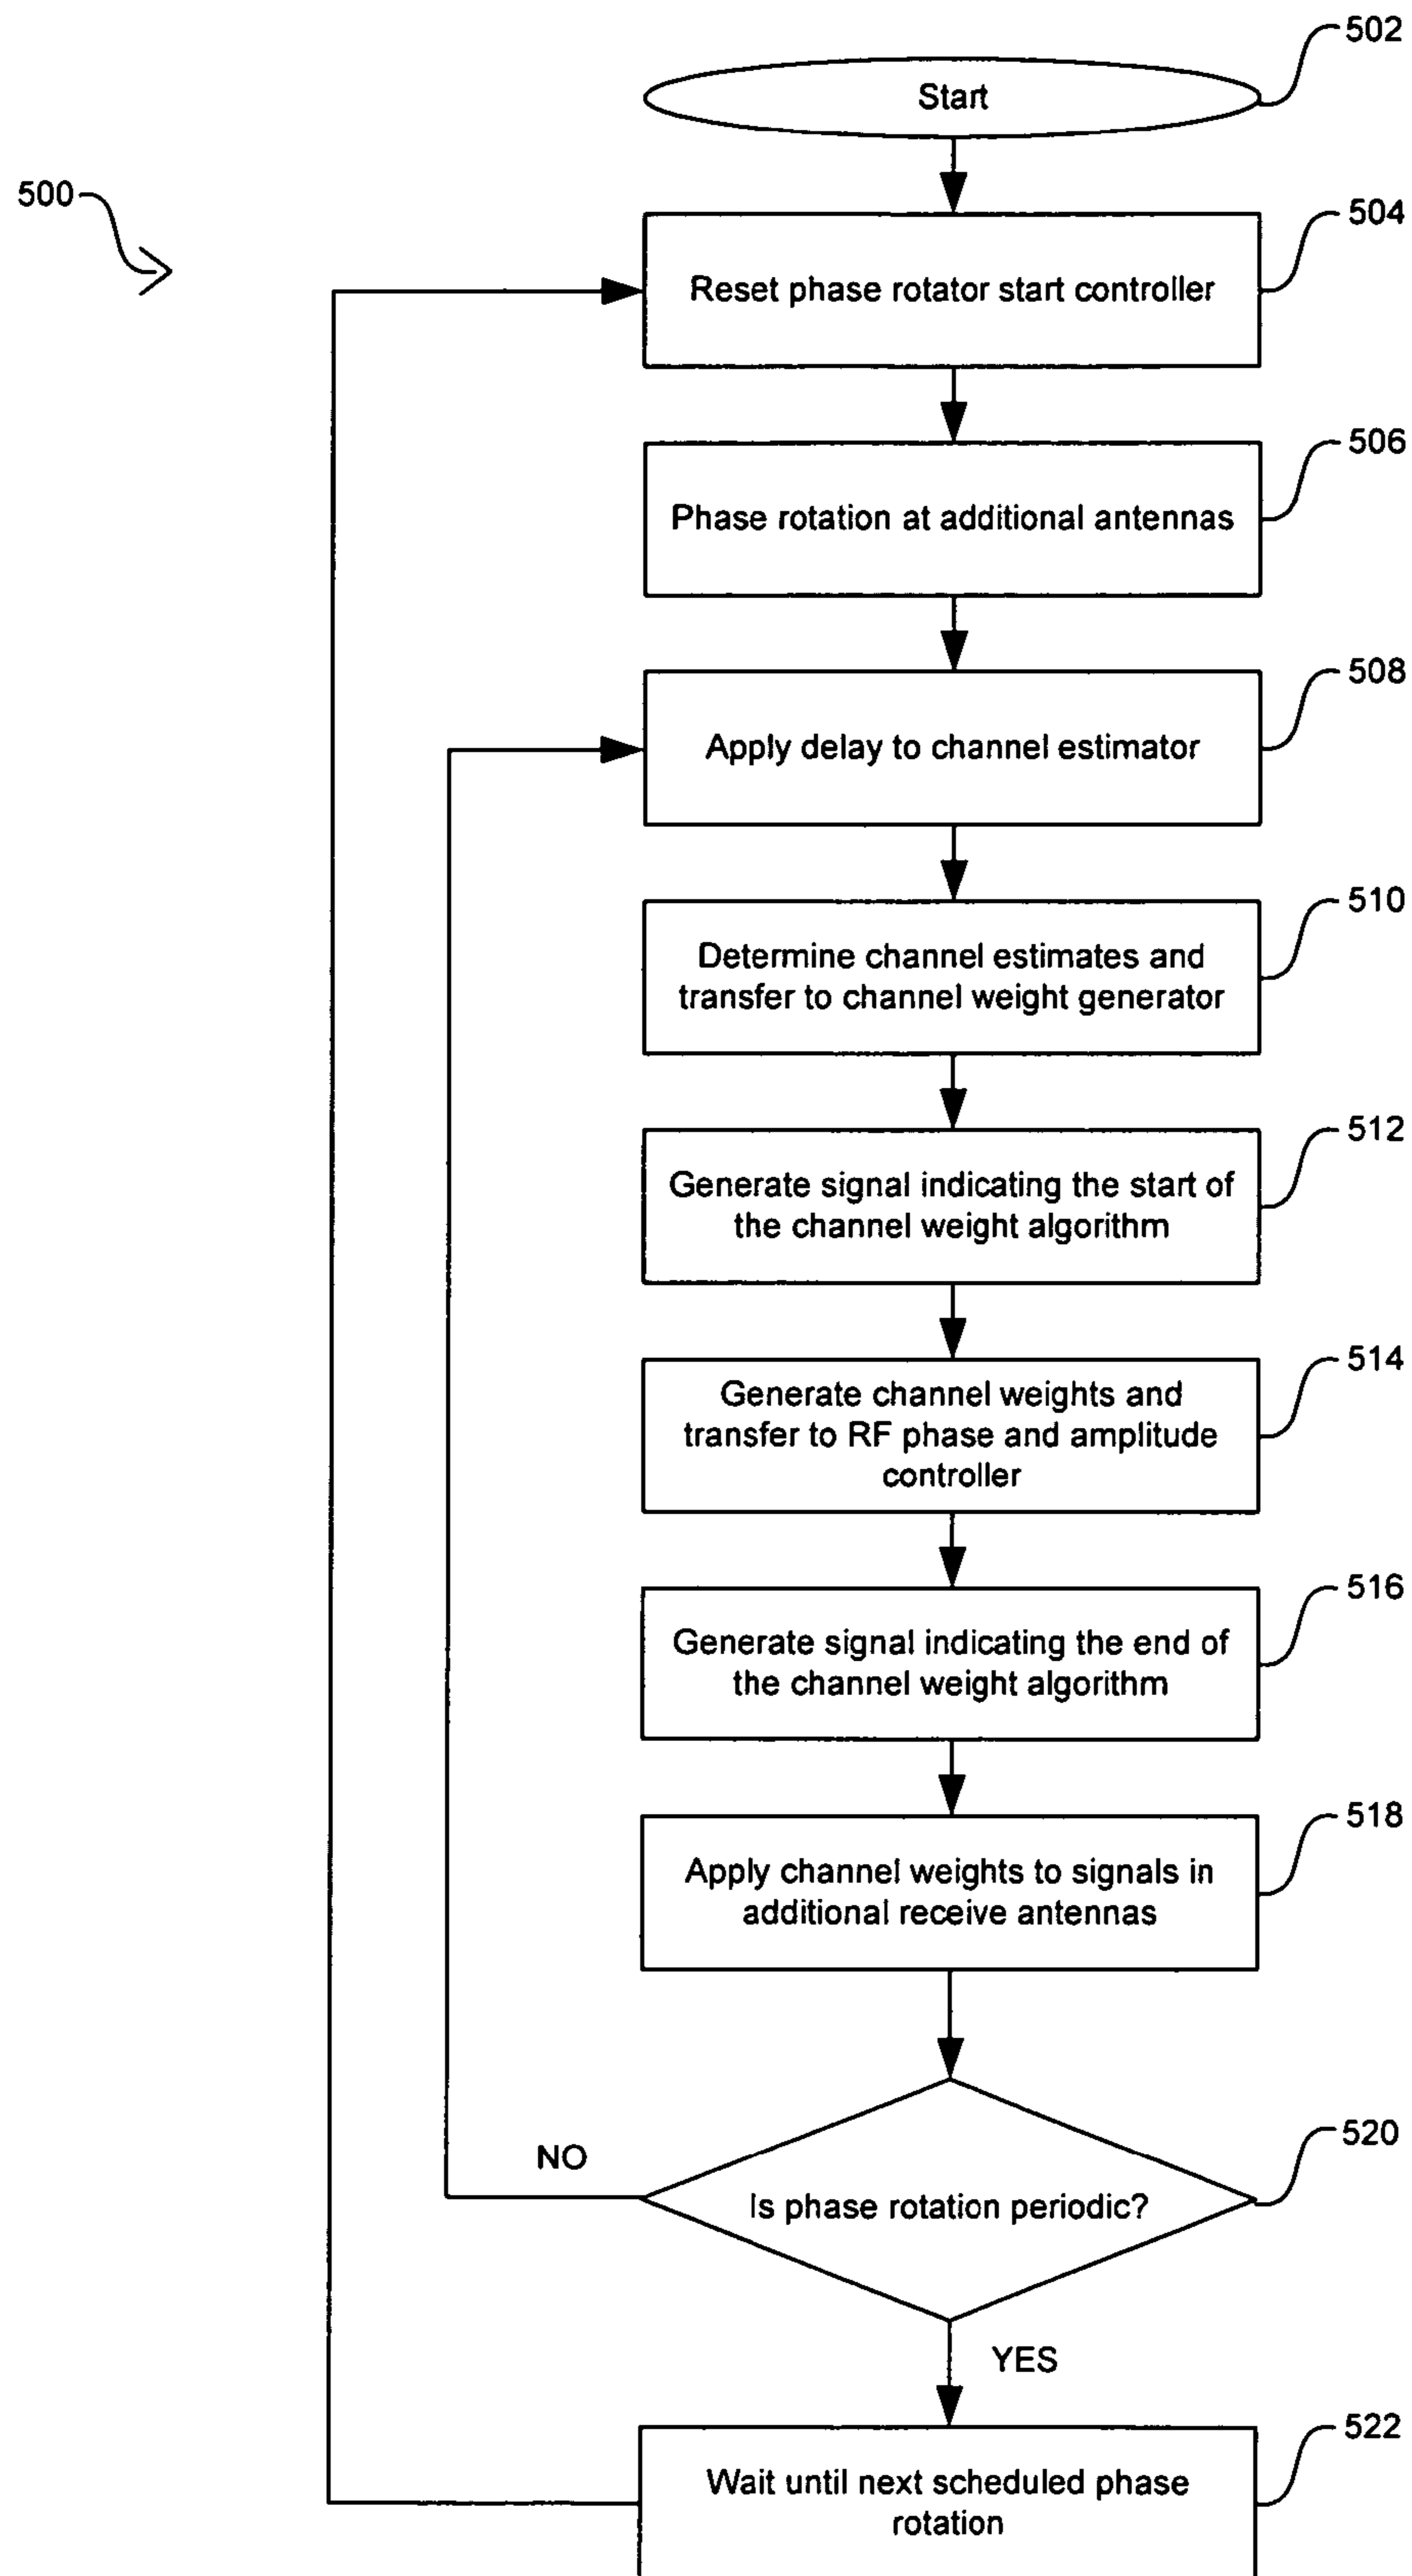 502
Start
500
504
Reset phase rotator start controller
506
Phase rotation at additional antennas
508
Apply delay to channel estimator
510
Determine channel estimates and
transfer to channel weight generator
512
Generate signal indicating the start of
the channel weight algorithm
514
Generate channel weights and
transfer to RF phase and amplitude
controller
516
Generate signal indicating the end of
the channel weight algorithm
518
Apply channel weights to signals in
additional receive antennas
520
NO
Is phase rotation periodic?
YES
522
Wait until next scheduled phase
rotation